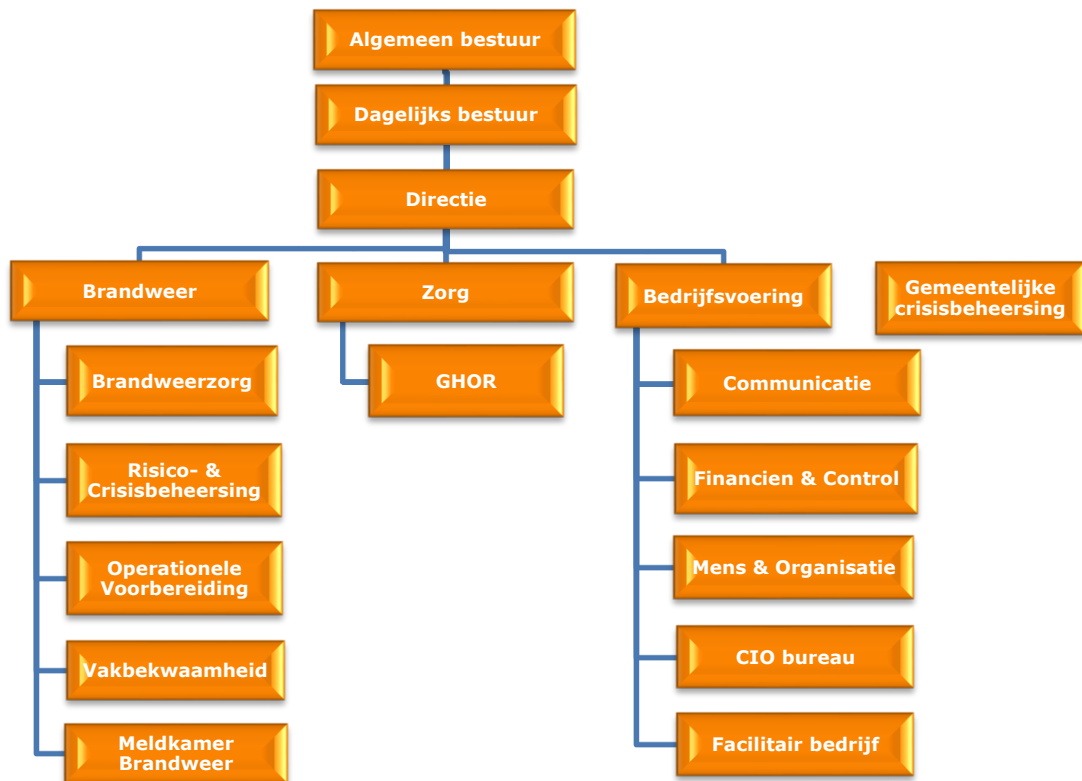 Algemeen bestuur
Dagelijks bestuur
Directie
Brandweer
Zorg
Bedrijfsvoering
Gemeentelijke
crisisbeheersing
Brandweerzorg
Risico- &
Crisisbeheersing
Operationele
Voorbereiding
Vakbekwaamheid
Meldkamer
Brandweer
GHOR
Communicatie
Financien & Control
Mens & Organisatie
CIO bureau
Facilitair bedrijf